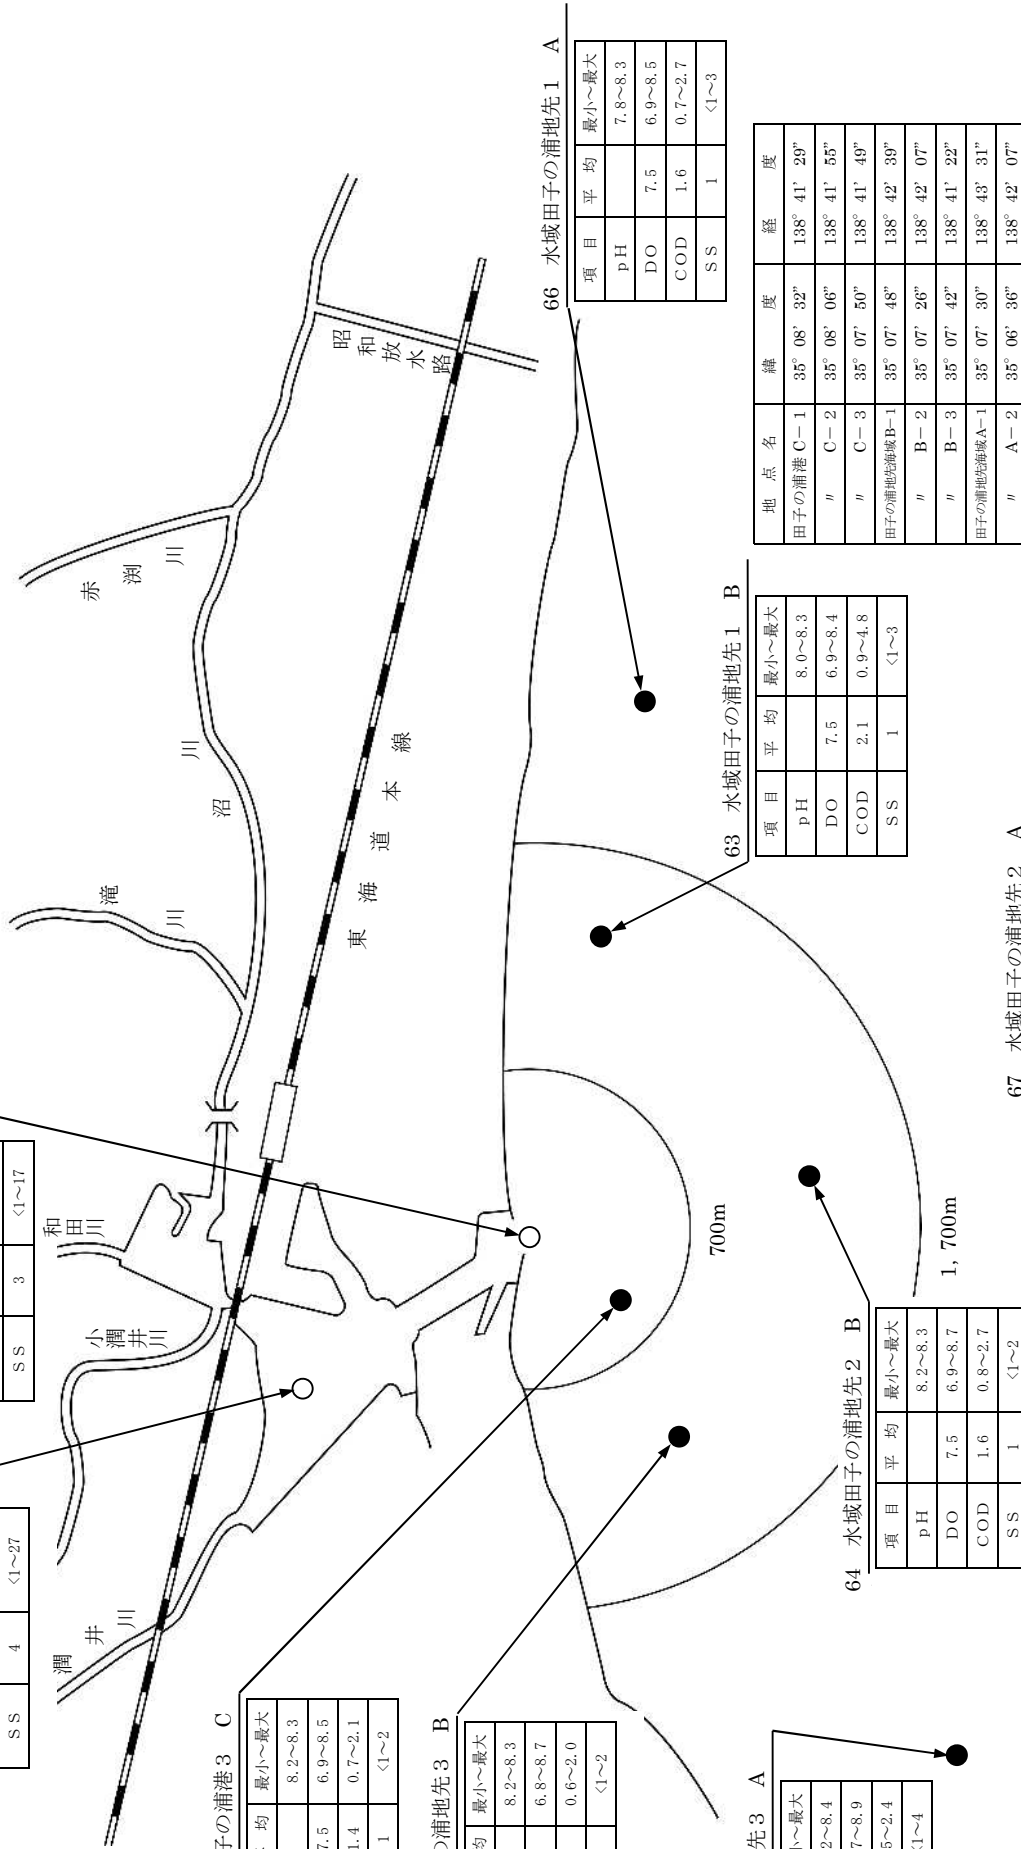 66　水域田子の浦地先1　A
項　目　平　均　最小～最大
pH　7.8～8.3
DO　7.5　6.9～8.5
COD　1.6　0.7～2.7
SS　1　<1～3
地　点　名　緯　度　経　度
田子の浦港 C－1　35°08’32”　138°41’29”
〃　C－2　35°08’06”　138°41’55”
〃　C－3　35°07’50”　138°41’49”
田子の浦地先海域B－1　35°07’48”　138°42’39”
〃　B－2　35°07’26”　138°42’07”
〃　B－3　35°07’42”　138°41’22”
田子の浦地先海域A－1　35°07’30”　138°43’31”
〃　A－2　35°06’36”　138°42’07”
昭和放水路
赤渕川
沼川
滝川
東海道本線
和田川
小潤井川
潤井川
63　水域田子の浦地先1　B
項　目　平　均　最小～最大
pH　8.0～8.3
DO　7.5　6.9～8.4
COD　2.1　0.9～4.8
SS　1　<1～3
67　水域田子の浦地先2　A
700m
1,700m
SS　3　<1～17
SS　4　<1～27
64　水域田子の浦地先2　B
項　目　平　均　最小～最大
pH　8.2～8.3
DO　7.5　6.9～8.7
COD　1.6　0.8～2.7
SS　1　<1～2
子の浦港3　C
均　最小～最大
8.2～8.3
7.5　6.9～8.5
1.4　0.7～2.1
1　<1～2
の浦地先3　B
均　最小～最大
8.2～8.3
6.8～8.7
0.6～2.0
<1～2
先3　A
小～最大
2～8.4
7～8.9
5～2.4
<1～4